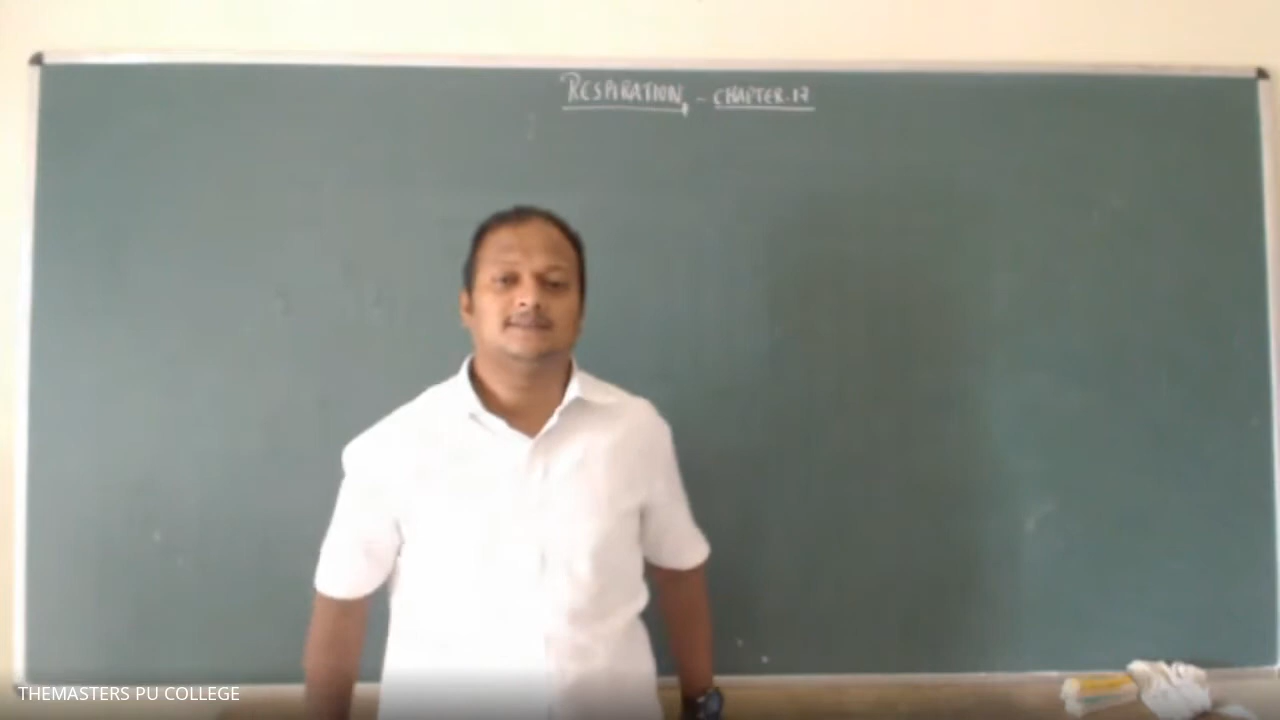 RESPIRATION, - CHAPTER.17
THEMASTERS PU COLLEGE